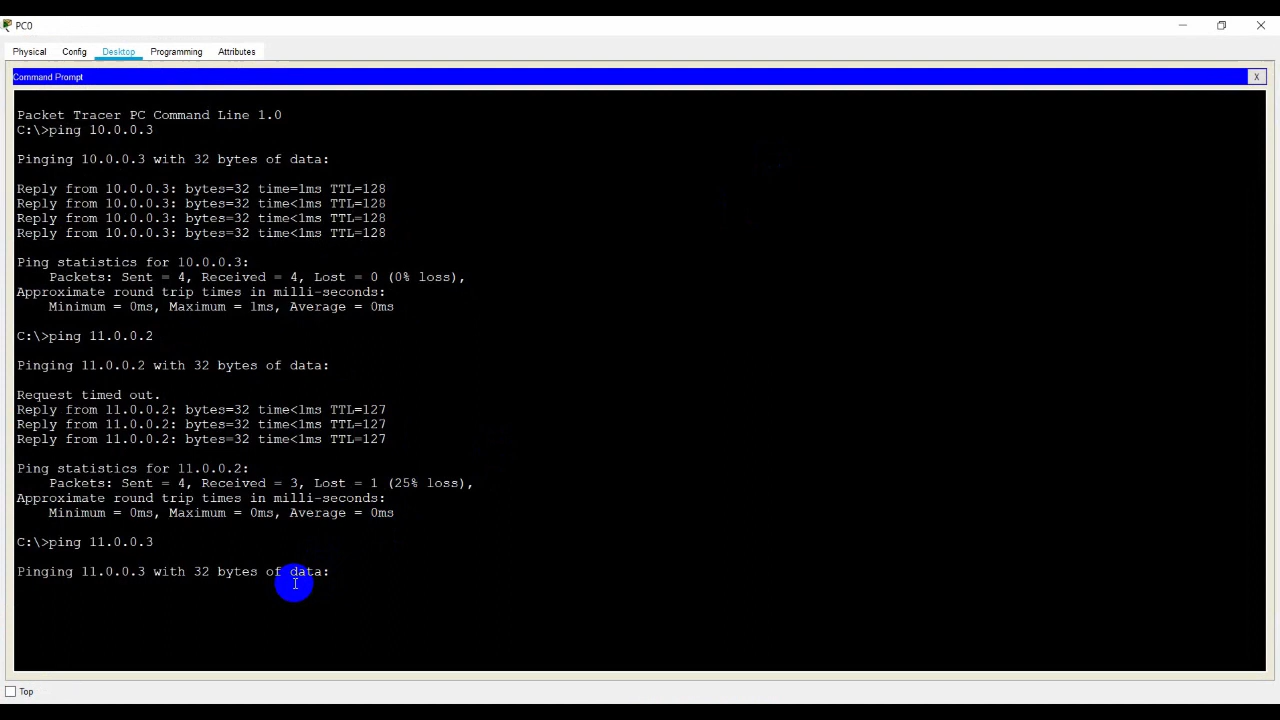 PC0
Physical Config Desktop Programming Attributes
Command Prompt
X
Packet Tracer PC Command Line 1.0
C:\>ping 10.0.0.3
Pinging 10.0.0.3 with 32 bytes of data:
Reply from 10.0.0.3: bytes=32 time=1ms TTL=128
Reply from 10.0.0.3: bytes=32 time<1ms TTL=128
Reply from 10.0.0.3: bytes=32 time<1ms TTL=128
Reply from 10.0.0.3: bytes=32 time<1ms TTL=128
Ping statistics for 10.0.0.3:
Packets: Sent = 4, Received = 4, Lost = 0 (0% loss),
Approximate round trip times in milli-seconds:
Minimum = 0ms, Maximum = 1ms, Average = 0ms
C:\>ping 11.0.0.2
Pinging 11.0.0.2 with 32 bytes of data:
Request timed out.
Reply from 11.0.0.2: bytes=32 time<1ms TTL=127
Reply from 11.0.0.2: bytes=32 time<1ms TTL=127
Reply from 11.0.0.2: bytes=32 time<1ms TTL=127
Ping statistics for 11.0.0.2:
Packets: Sent = 4, Received = 3, Lost = 1 (25% loss),
Approximate round trip times in milli-seconds:
Minimum = 0ms, Maximum = 0ms, Average = 0ms
C:\>ping 11.0.0.3
Pinging 11.0.0.3 with 32 bytes of data:
Top